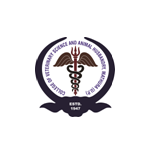 COLLEGE OF VETERINARY SCIENCE AND ANIMAL HUSBANDRY, MATHURA (U.P.)
ESTD.
1947